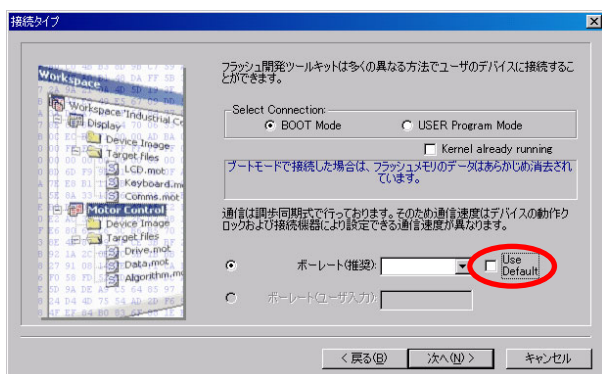 接続タイプ
フラッシュ開発ツールキットは多くの異なる方法でユーザのデバイスに接続するこ
とができます。
Select Connection:
BOOT Mode
USER Program Mode
Kernel already running
ブートモードで接続した場合は、フラッシュメモリのデータはあらかじめ消去され
ています。
通信は調歩同期式で行っております。そのため通信速度はデバイスの動作ク
ロックおよび接続機器により設定できる通信速度が異なります。
ボーレート(推奨):
Use
Default
ボーレート(ユーザ入力):
Workspace
Workspace "Industrial Co
Display
Device Image
Target files
LCD.mot
Keyboard.m
Comms.mot
Motor Control
Device Image
Target files
Drive.mot
Data.mot
Algorithm.m
< 戻る(B)
次へ(N) >
キャンセル